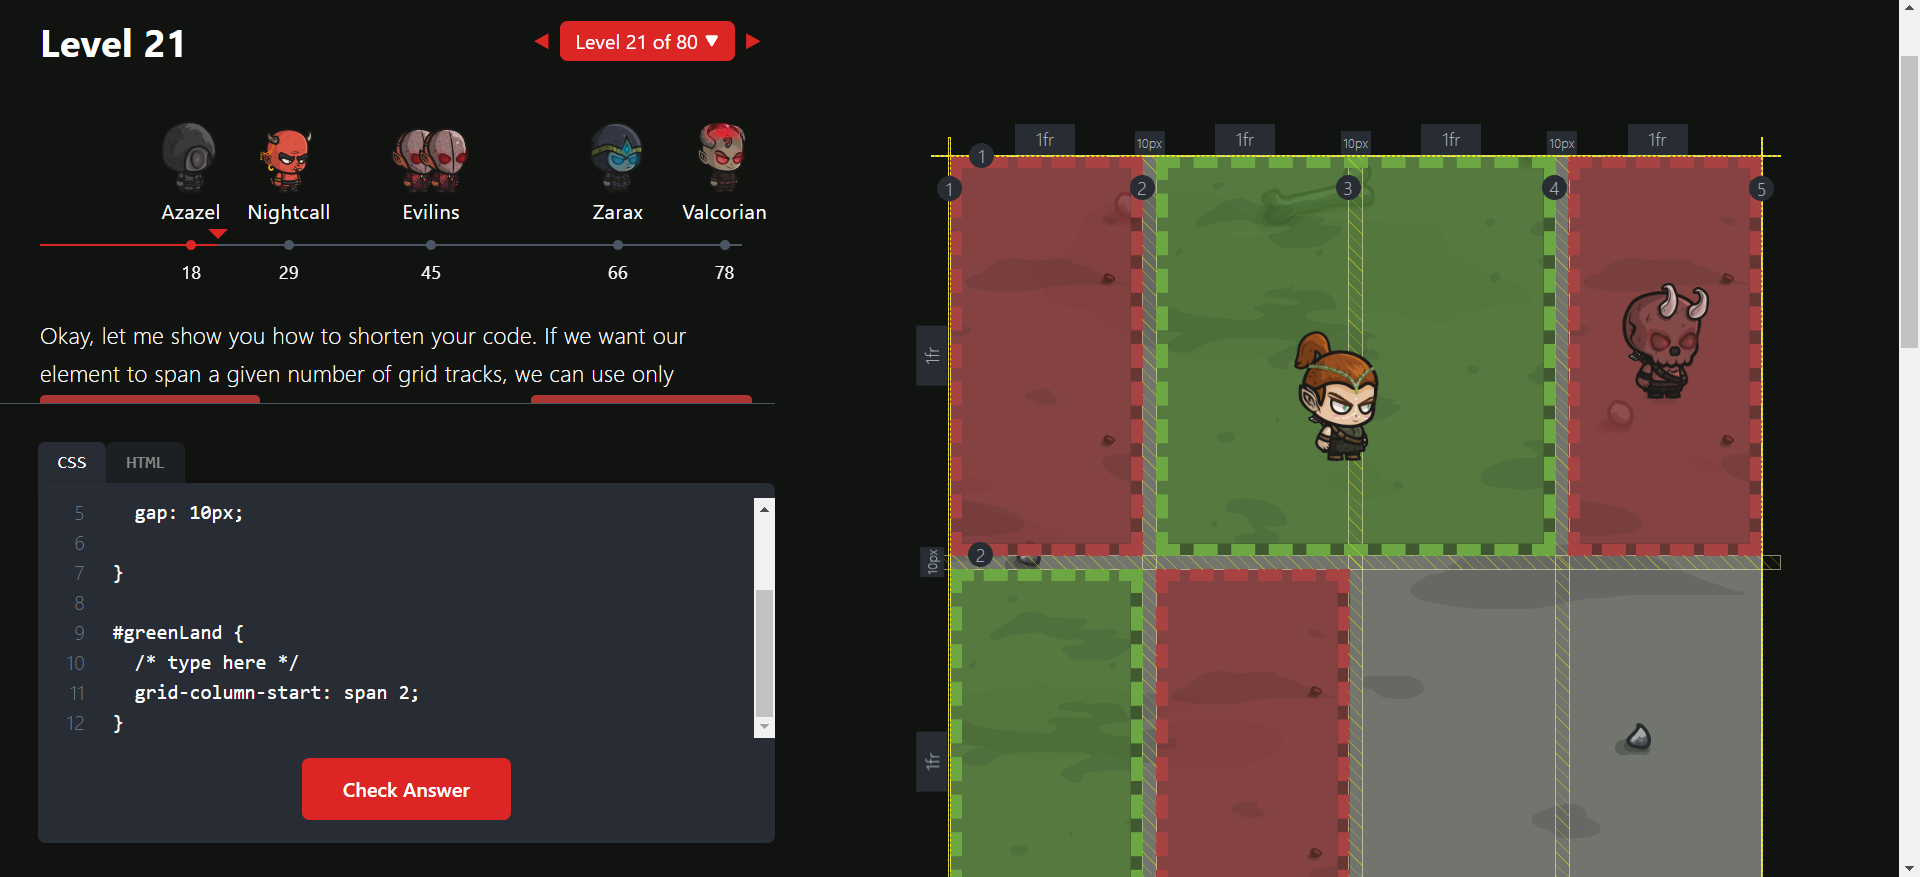 Level 21
Level 21 of 80
Azazel
Nightcall
Evilins
Zarax
Valcorian
18
29
45
66
78
Okay, let me show you how to shorten your code. If we want our
element to span a given number of grid tracks, we can use only
CSS
HTML
5 gap: 10px;
6
7 }
8
9 #greenLand {
10 /* type here */
11 grid-column-start: span 2;
12 }
Check Answer
1fr
10px
1fr
10px
1fr
10px
1fr
1
1
2
3
4
5
1fr
10px
2
1fr